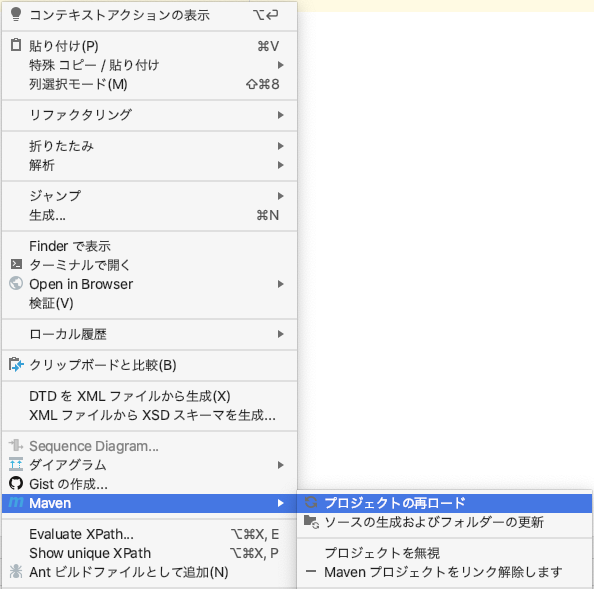 コンテキストアクションの表示 ⌥⏎
貼り付け(P) ⌘V
特殊 コピー / 貼り付け
列選択モード(M) ⇧⌘8
リファクタリング
折りたたみ
解析
ジャンプ
生成... ⌘N
Finder で表示
ターミナルで開く
Open in Browser
検証(V)
ローカル履歴
クリップボードと比較(B)
DTD を XML ファイルから生成(X)
XML ファイルから XSD スキーマを生成...
Sequence Diagram...
ダイアグラム
Gist の作成...
Maven
プロジェクトの再ロード
ソースの生成およびフォルダーの更新
プロジェクトを無視
Maven プロジェクトをリンク解除します
Evaluate XPath... ⌥⌘X, E
Show unique XPath ⌥⌘X, P
Ant ビルドファイルとして追加(N)